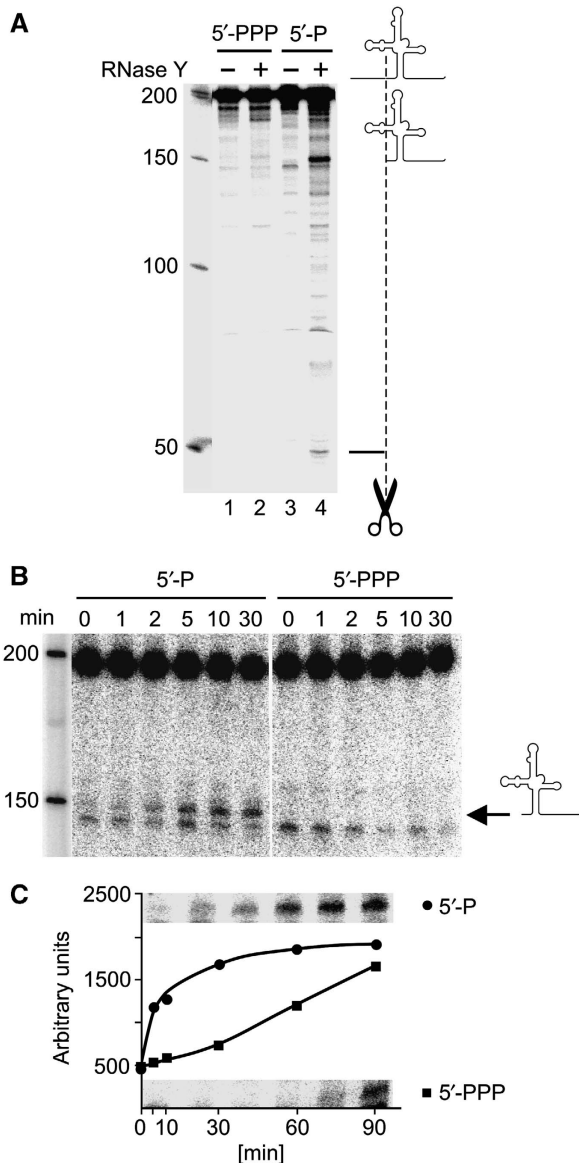 A
5′-PPP 5′-P
RNase Y – + – +
200
150
100
50
1 2 3 4
B
5′-P 5′-PPP
min 0 1 2 5 10 30 0 1 2 5 10 30
200
150
C
2500
1500
500
Arbitrary units
5′-P
5′-PPP
0 10 30 60 90
[min]